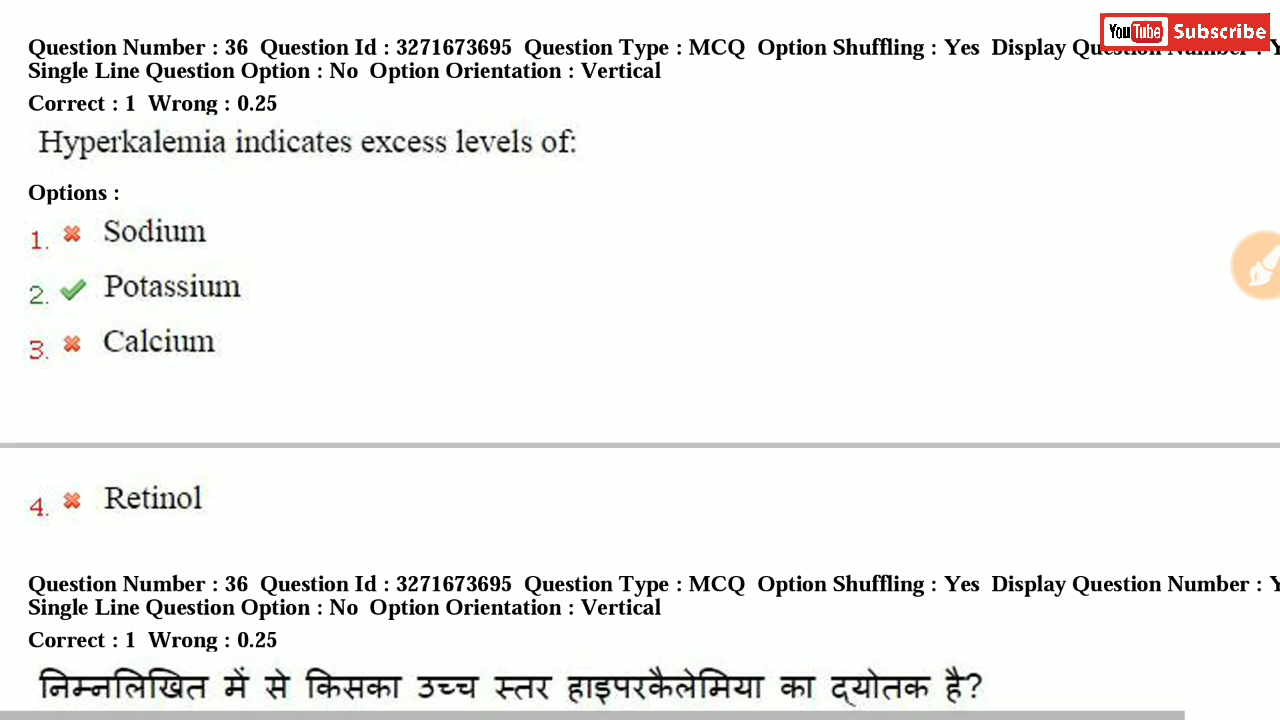 YouTube Subscribe
Question Number : 36 Question Id : 3271673695 Question Type : MCQ Option Shuffling : Yes Display Question Number : Y
Single Line Question Option : No Option Orientation : Vertical
Correct : 1 Wrong : 0.25
Hyperkalemia indicates excess levels of:
Options :
1. Sodium
2. Potassium
3. Calcium
4. Retinol
Question Number : 36 Question Id : 3271673695 Question Type : MCQ Option Shuffling : Yes Display Question Number : Y
Single Line Question Option : No Option Orientation : Vertical
Correct : 1 Wrong : 0.25
निम्नलिखित में से किसका उच्च स्तर हाइपरकैलेमिया का द्योतक है?